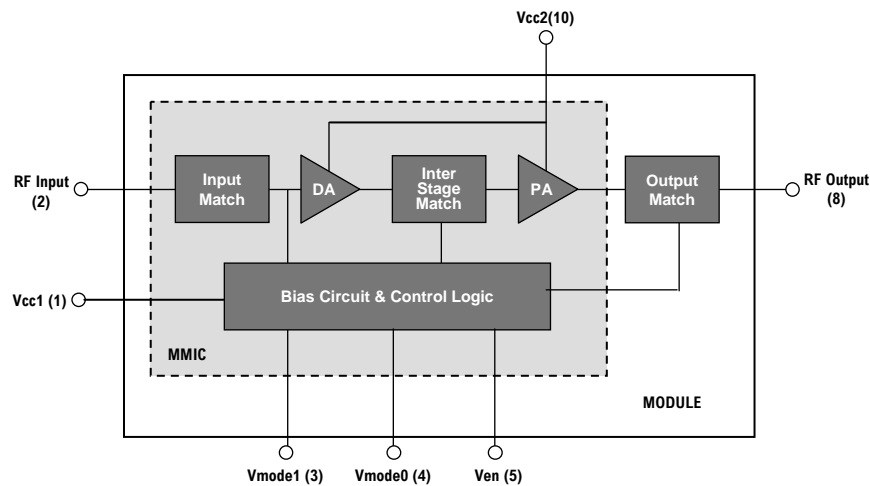 Vcc2(10)
RF Input
(2)
Input
Match
DA
Inter
Stage
Match
PA
Output
Match
RF Output
(8)
Vcc1 (1)
Bias Circuit & Control Logic
MMIC
MODULE
Vmode1 (3)
Vmode0 (4)
Ven (5)